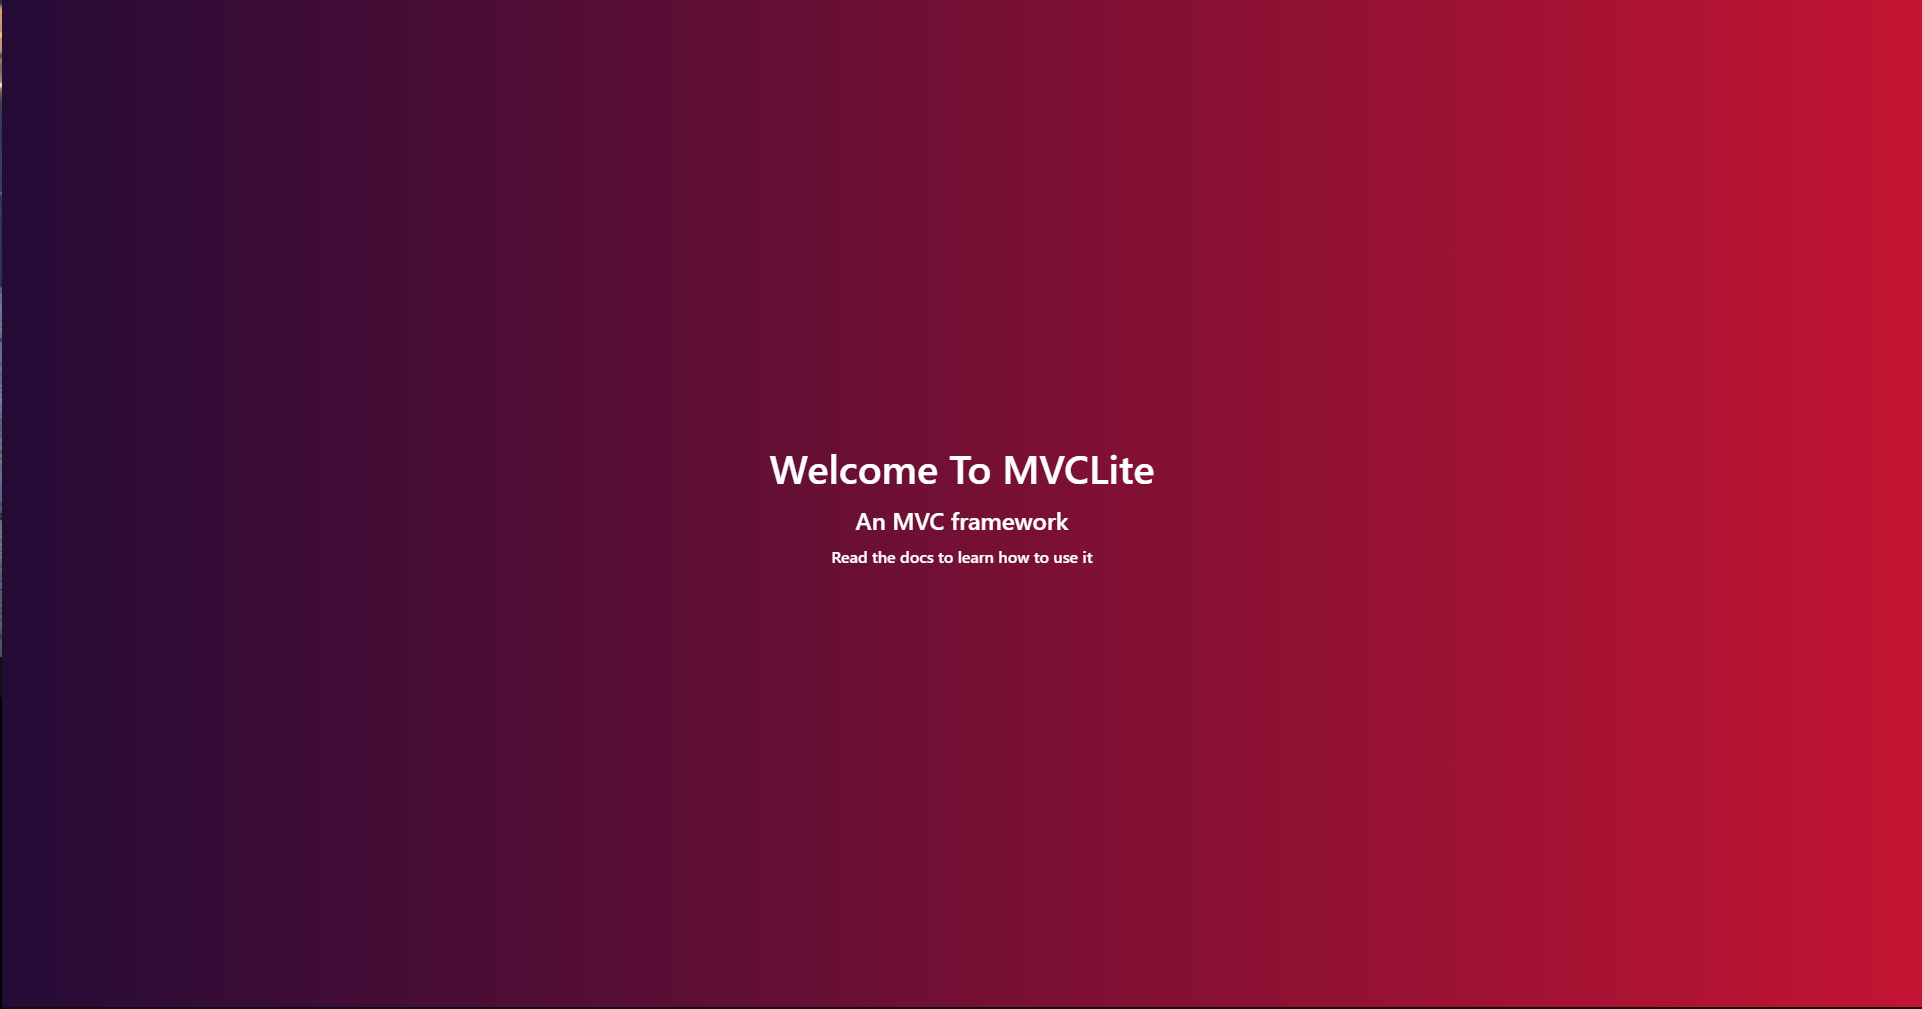 Welcome To MVCLite
An MVC framework
Read the docs to learn how to use it